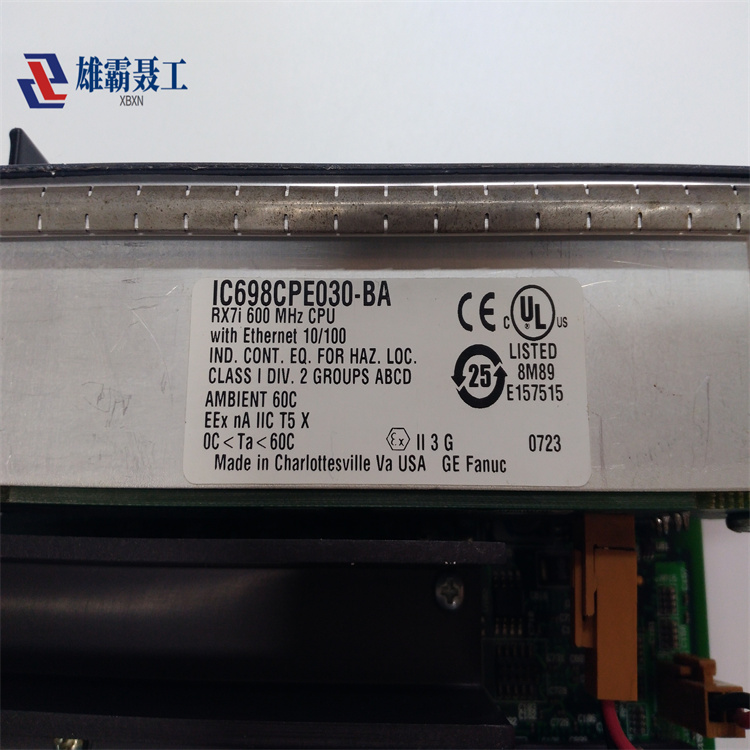 雄霸聂工
XBXN
IC698CPE030-BA
RX7i 600 MHz CPU
with Ethernet 10/100
IND. CONT. EQ. FOR HAZ. LOC.
CLASS I DIV. 2 GROUPS ABCD
AMBIENT 60C
EEx nA IIC T5 X
0C<Ta<60C
Ex II 3 G
0723
Made in Charlottesville Va USA GE Fanuc
CE
C UL US
LISTED
8M89
E157515
25